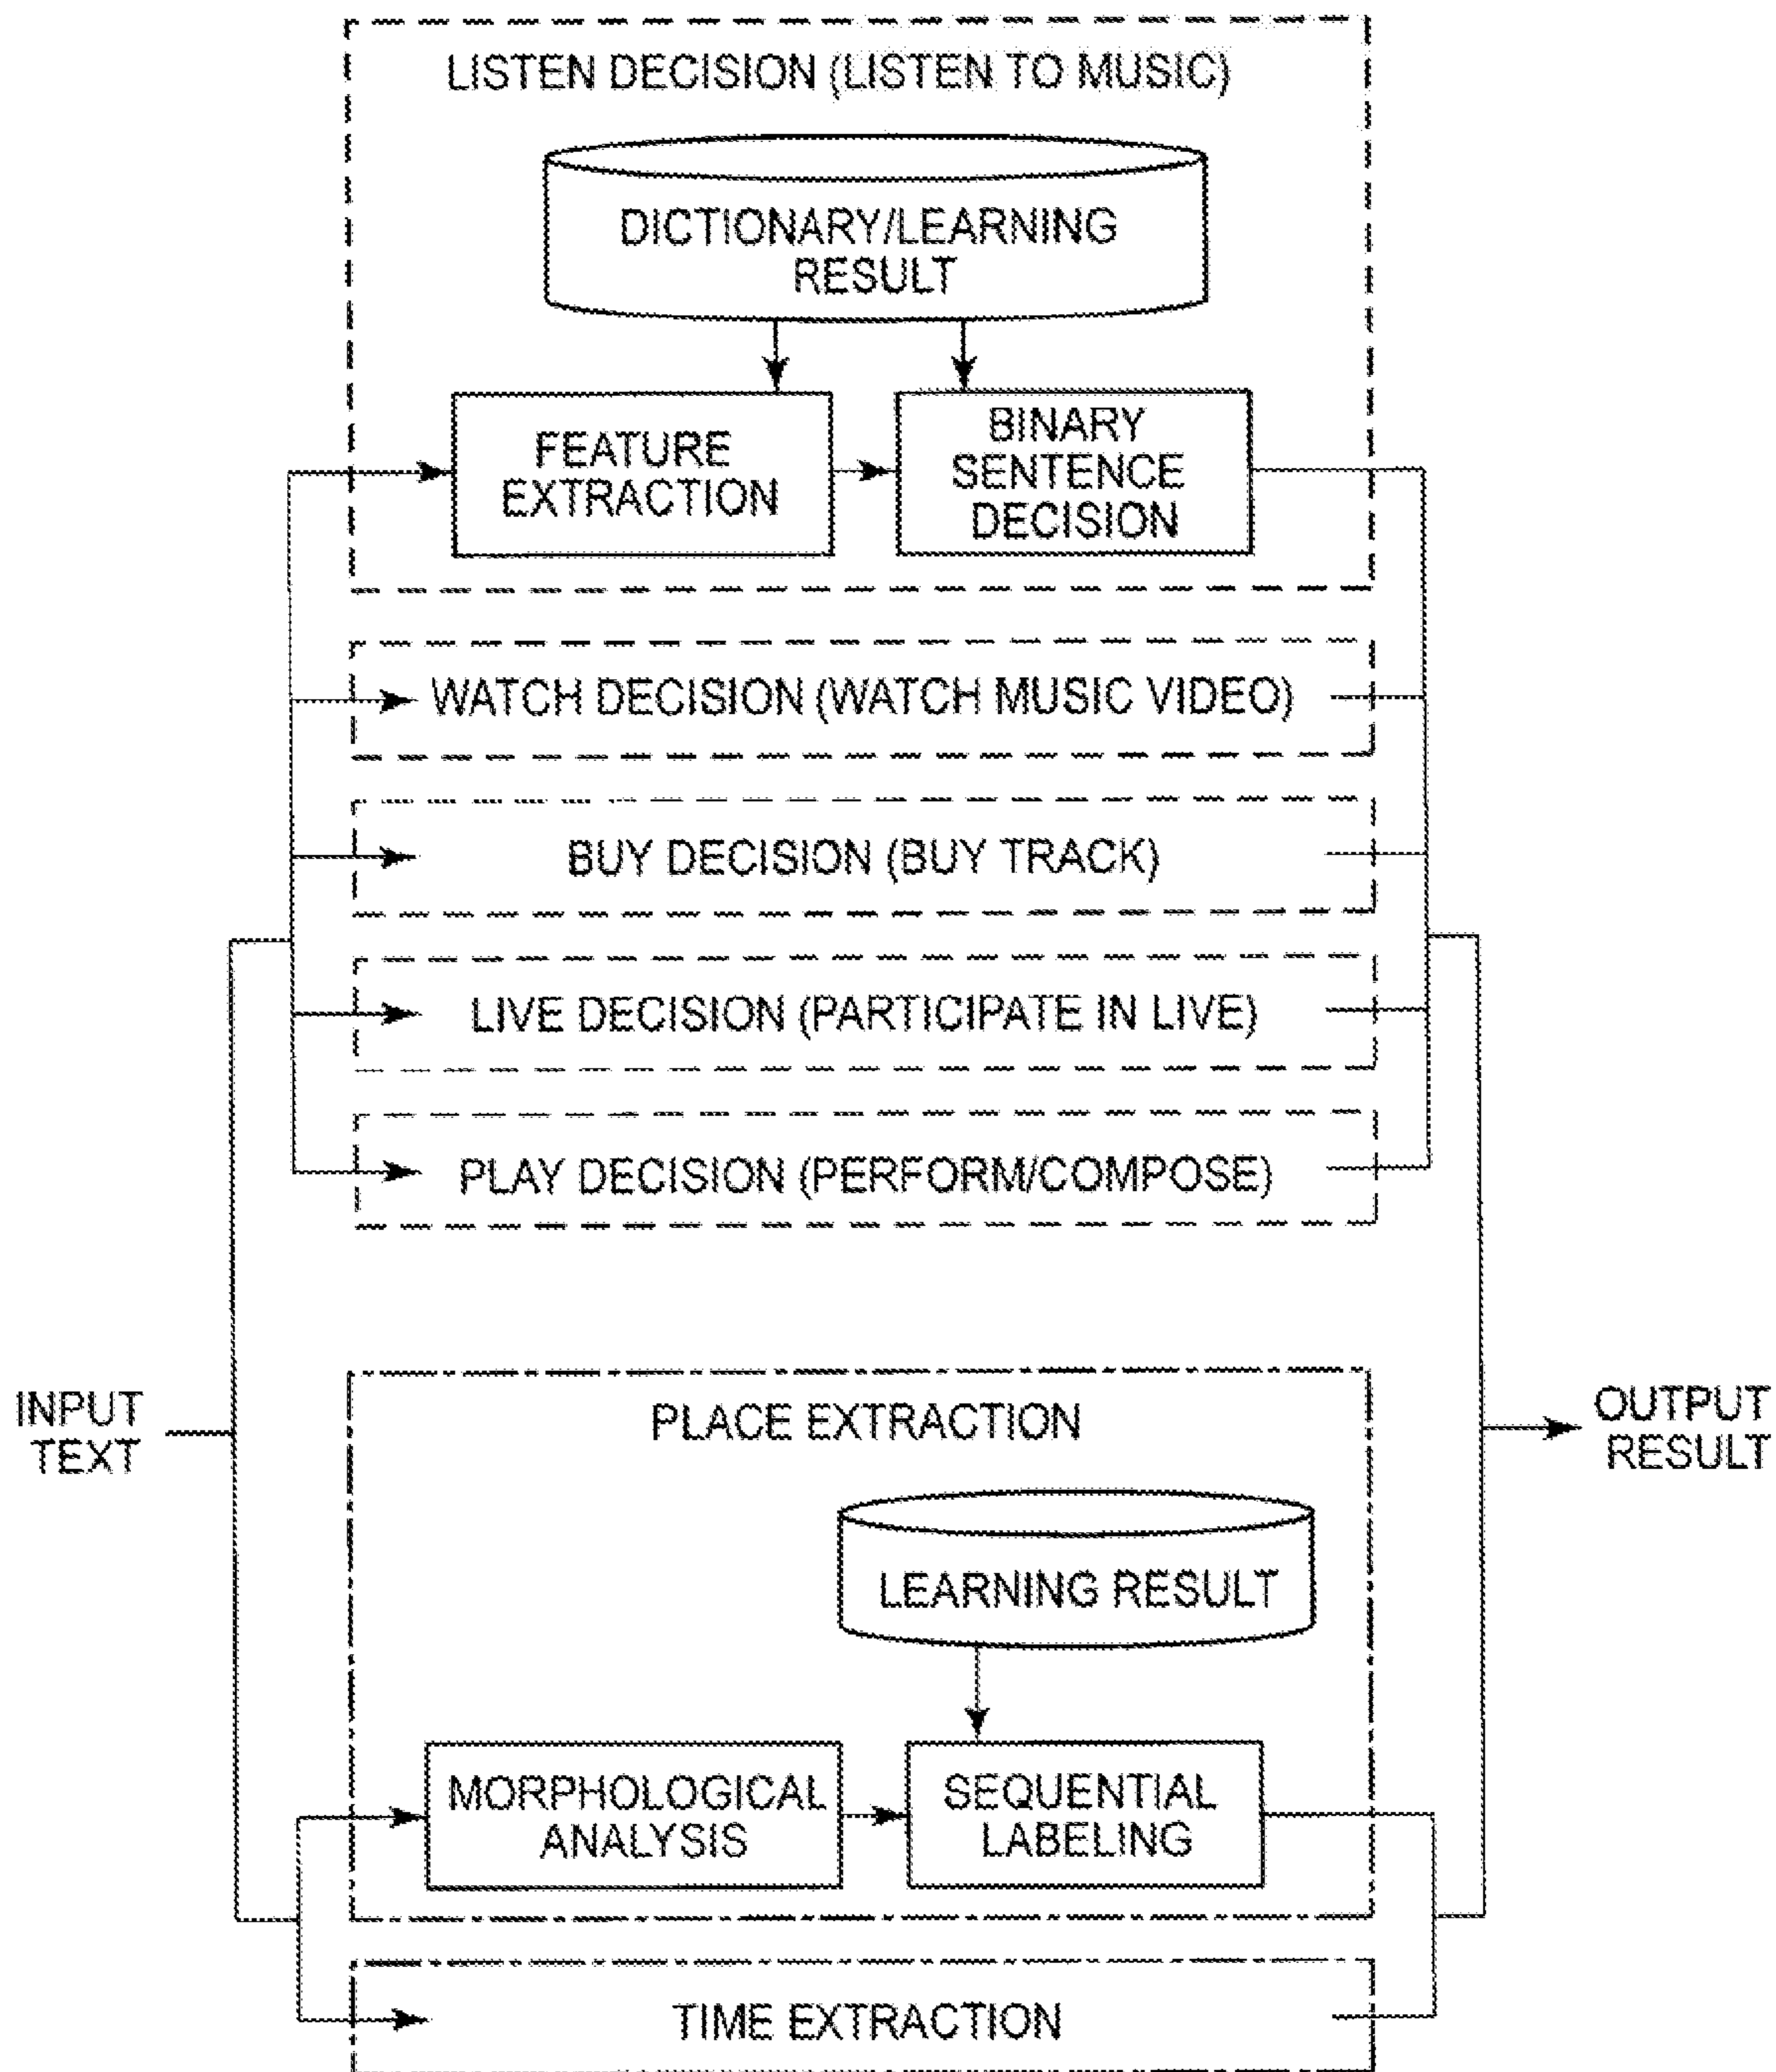 LISTEN DECISION (LISTEN TO MUSIC)
DICTIONARY/LEARNING
RESULT
FEATURE
EXTRACTION
BINARY
SENTENCE
DECISION
WATCH DECISION (WATCH MUSIC VIDEO)
BUY DECISION (BUY TRACK)
LIVE DECISION (PARTICIPATE IN LIVE)
PLAY DECISION (PERFORM/COMPOSE)
INPUT
TEXT
PLACE EXTRACTION
LEARNING RESULT
MORPHOLOGICAL
ANALYSIS
SEQUENTIAL
LABELING
TIME EXTRACTION
OUTPUT
RESULT